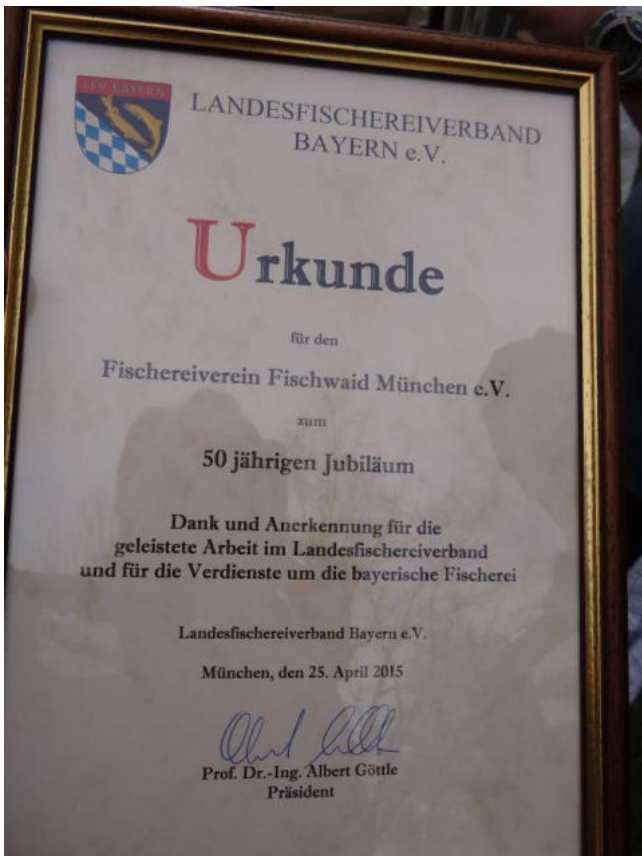 LFV BAYERN
LANDESFISCHEREIVERBAND
BAYERN e.V.
Urkunde
für den
Fischereiverein Fischwaid München e.V.
zum
50 jährigen Jubiläum
Dank und Anerkennung für die
geleistete Arbeit im Landesfischereiverband
und für die Verdienste um die bayerische Fischerei
Landesfischereiverband Bayern e.V.
München, den 25. April 2015
Prof. Dr.-Ing. Albert Göttle
Präsident